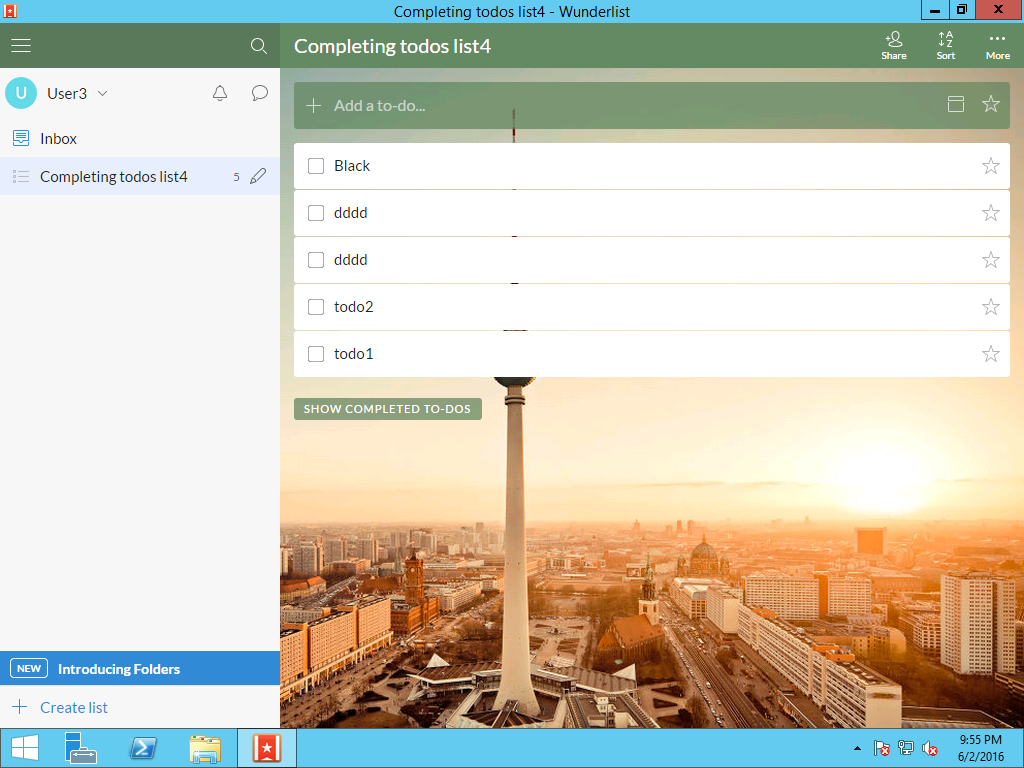 Completing todos list4 - Wunderlist
Completing todos list4
Share
Sort
More
U User3
Inbox
Completing todos list4 5
Add a to-do...
Black
dddd
dddd
todo2
todo1
SHOW COMPLETED TO-DOS
NEW Introducing Folders
Create list
9:55 PM
6/2/2016